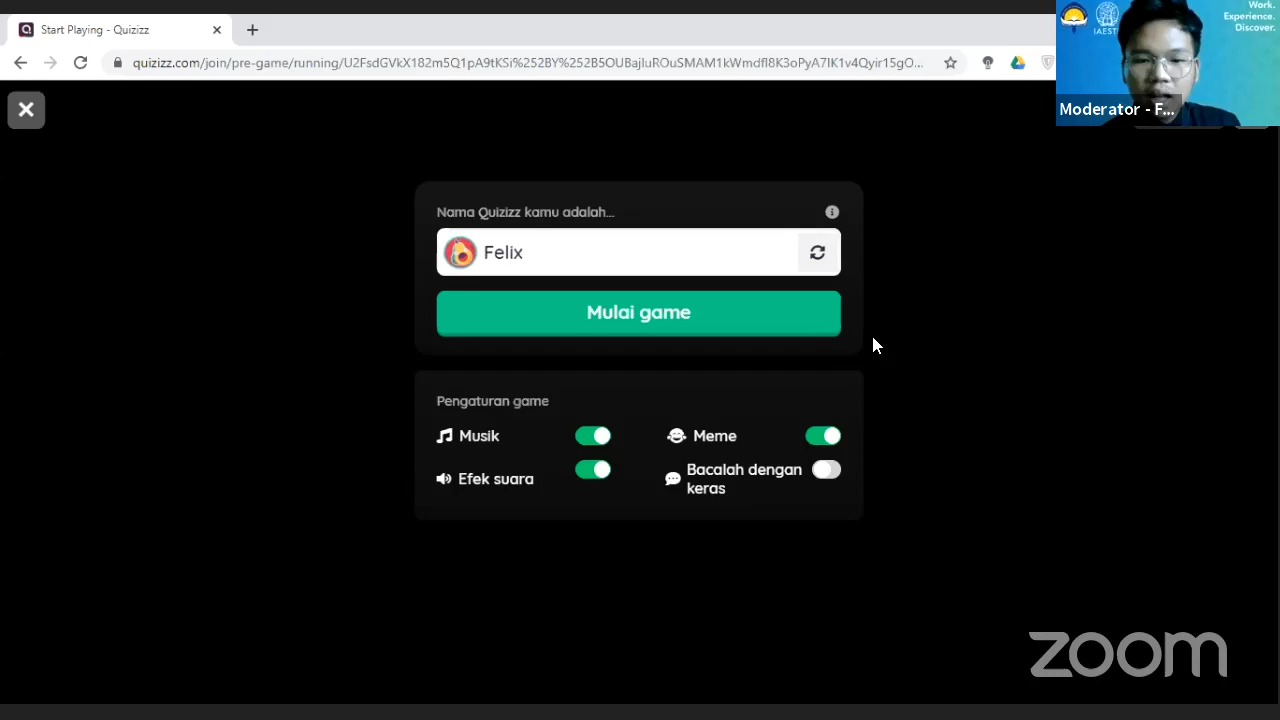 Start Playing - Quizizz
quizizz.com/join/pre-game/running/U2FsdGVkX182m5Q1pA9tKSi%252BY%252B5OUBajluROuSMAM1kWmdfl8K3oPyA7IK1v4Qyir15gO...
Work.
Experience.
Discover.
Moderator - F...
Nama Quizizz kamu adalah...
Felix
Mulai game
Pengaturan game
Musik
Meme
Efek suara
Bacalah dengan
keras
zoom